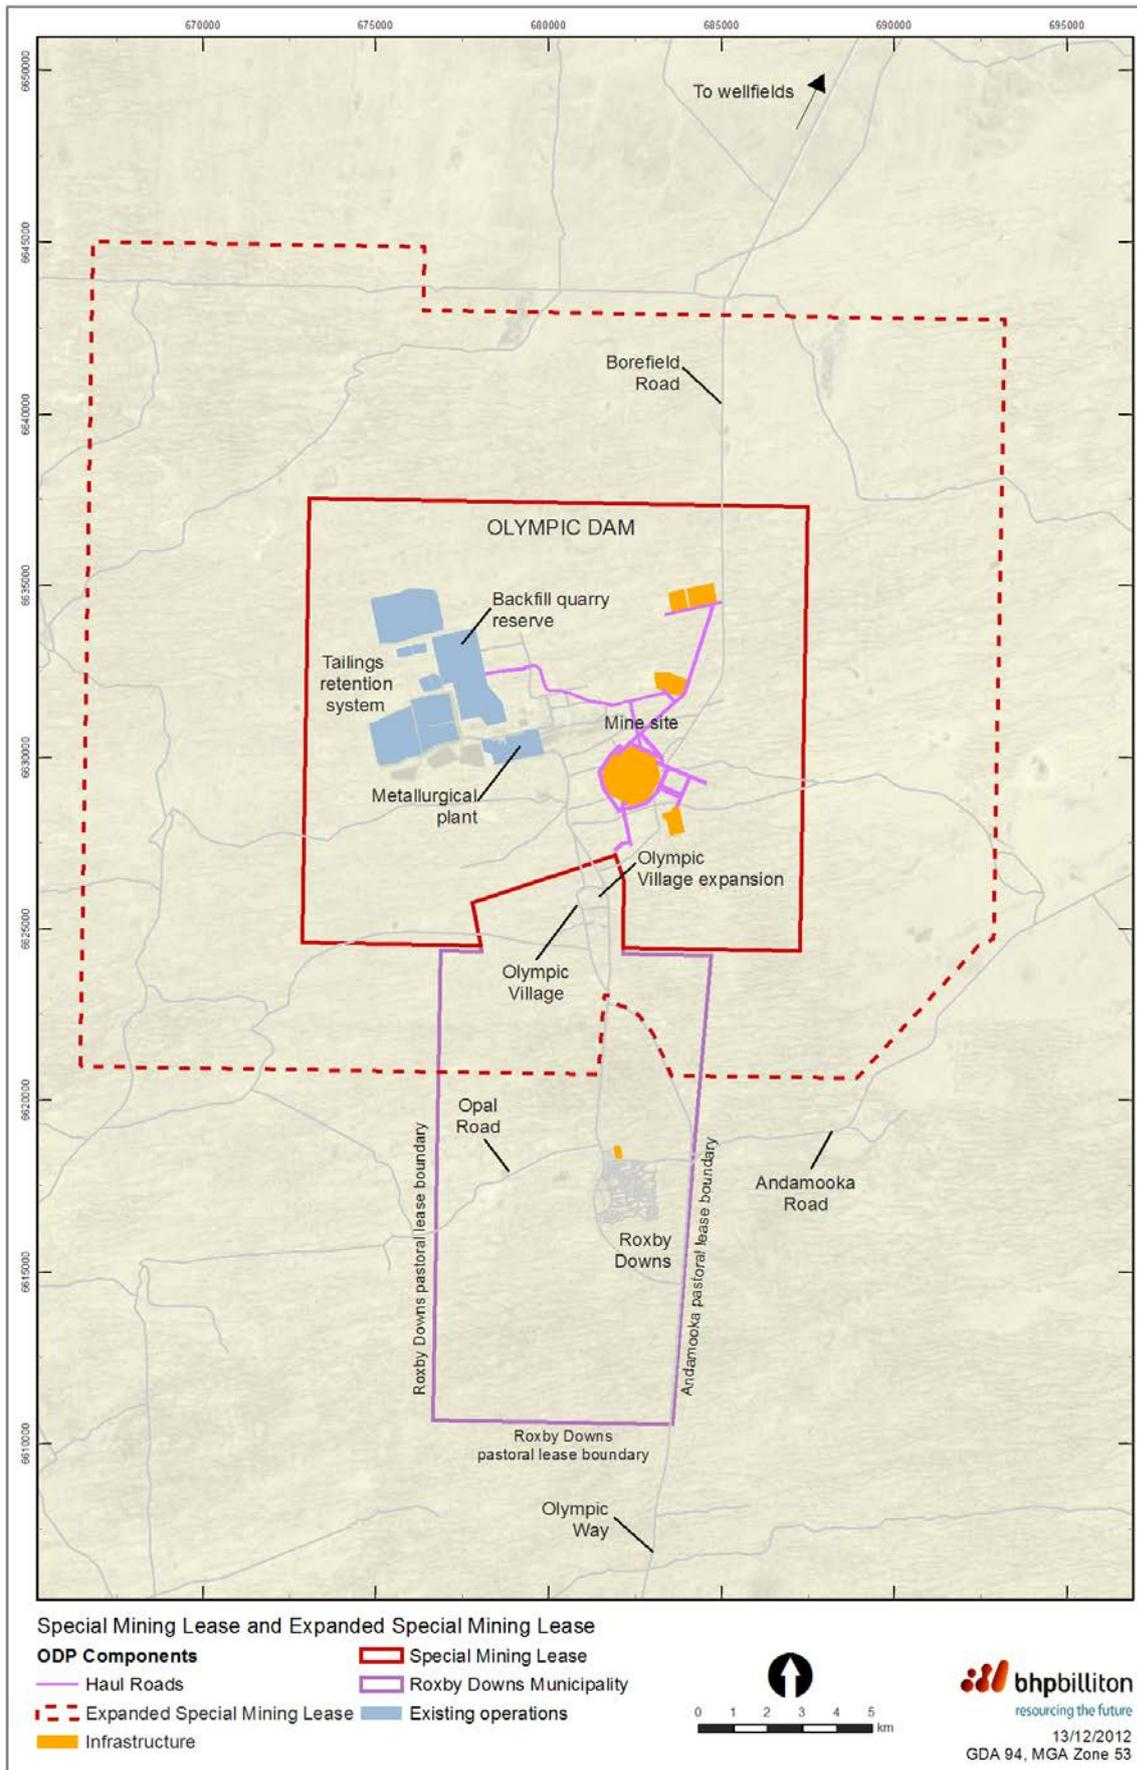 670000
675000
680000
685000
690000
695000
6650000
6645000
6640000
6635000
6630000
6625000
6620000
6615000
6610000
To wellfields
Borefield
Road
OLYMPIC DAM
Backfill quarry
reserve
Tailings
retention
system
Mine site
Metallurgical
plant
Olympic
Village expansion
Olympic
Village
Opal
Road
Roxby Downs pastoral lease boundary
Andamooka pastoral lease boundary
Andamooka
Road
Roxby
Downs
Roxby Downs
pastoral lease boundary
Olympic
Way
Special Mining Lease and Expanded Special Mining Lease
ODP Components
Haul Roads
Expanded Special Mining Lease
Infrastructure
Special Mining Lease
Roxby Downs Municipality
Existing operations
0 1 2 3 4 5
km
bhpbilliton
resourcing the future
13/12/2012
GDA 94, MGA Zone 53